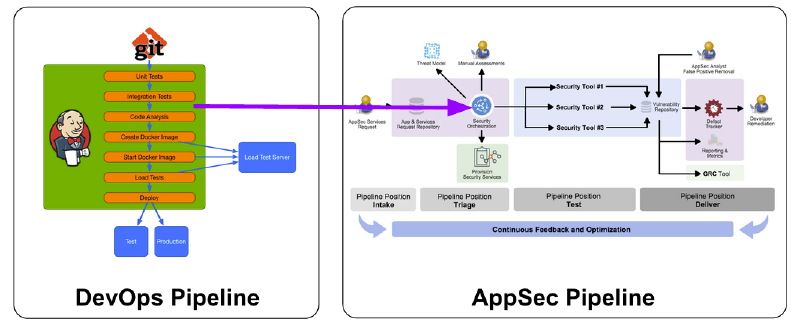 git
Unit Tests
Integration Tests
Code Analysis
Create Docker Image
Start Docker Image
Load Tests
Deploy
Load Test Server
Test
Production
DevOps Pipeline
Threat Model
Manual Assessments
AppSec Analyst
False Positive Removal
AppSec Services
Request
App & Services
Request Repository
Security
Orchestration
Security Tool #1
Security Tool #2
Security Tool #3
Vulnerability
Repository
Defect
Tracker
Developer
Remediation
Reporting &
Metrics
Provision
Security Services
GRC Tool
Pipeline Position
Intake
Pipeline Position
Triage
Pipeline Position
Test
Pipeline Position
Deliver
Continuous Feedback and Optimization
AppSec Pipeline